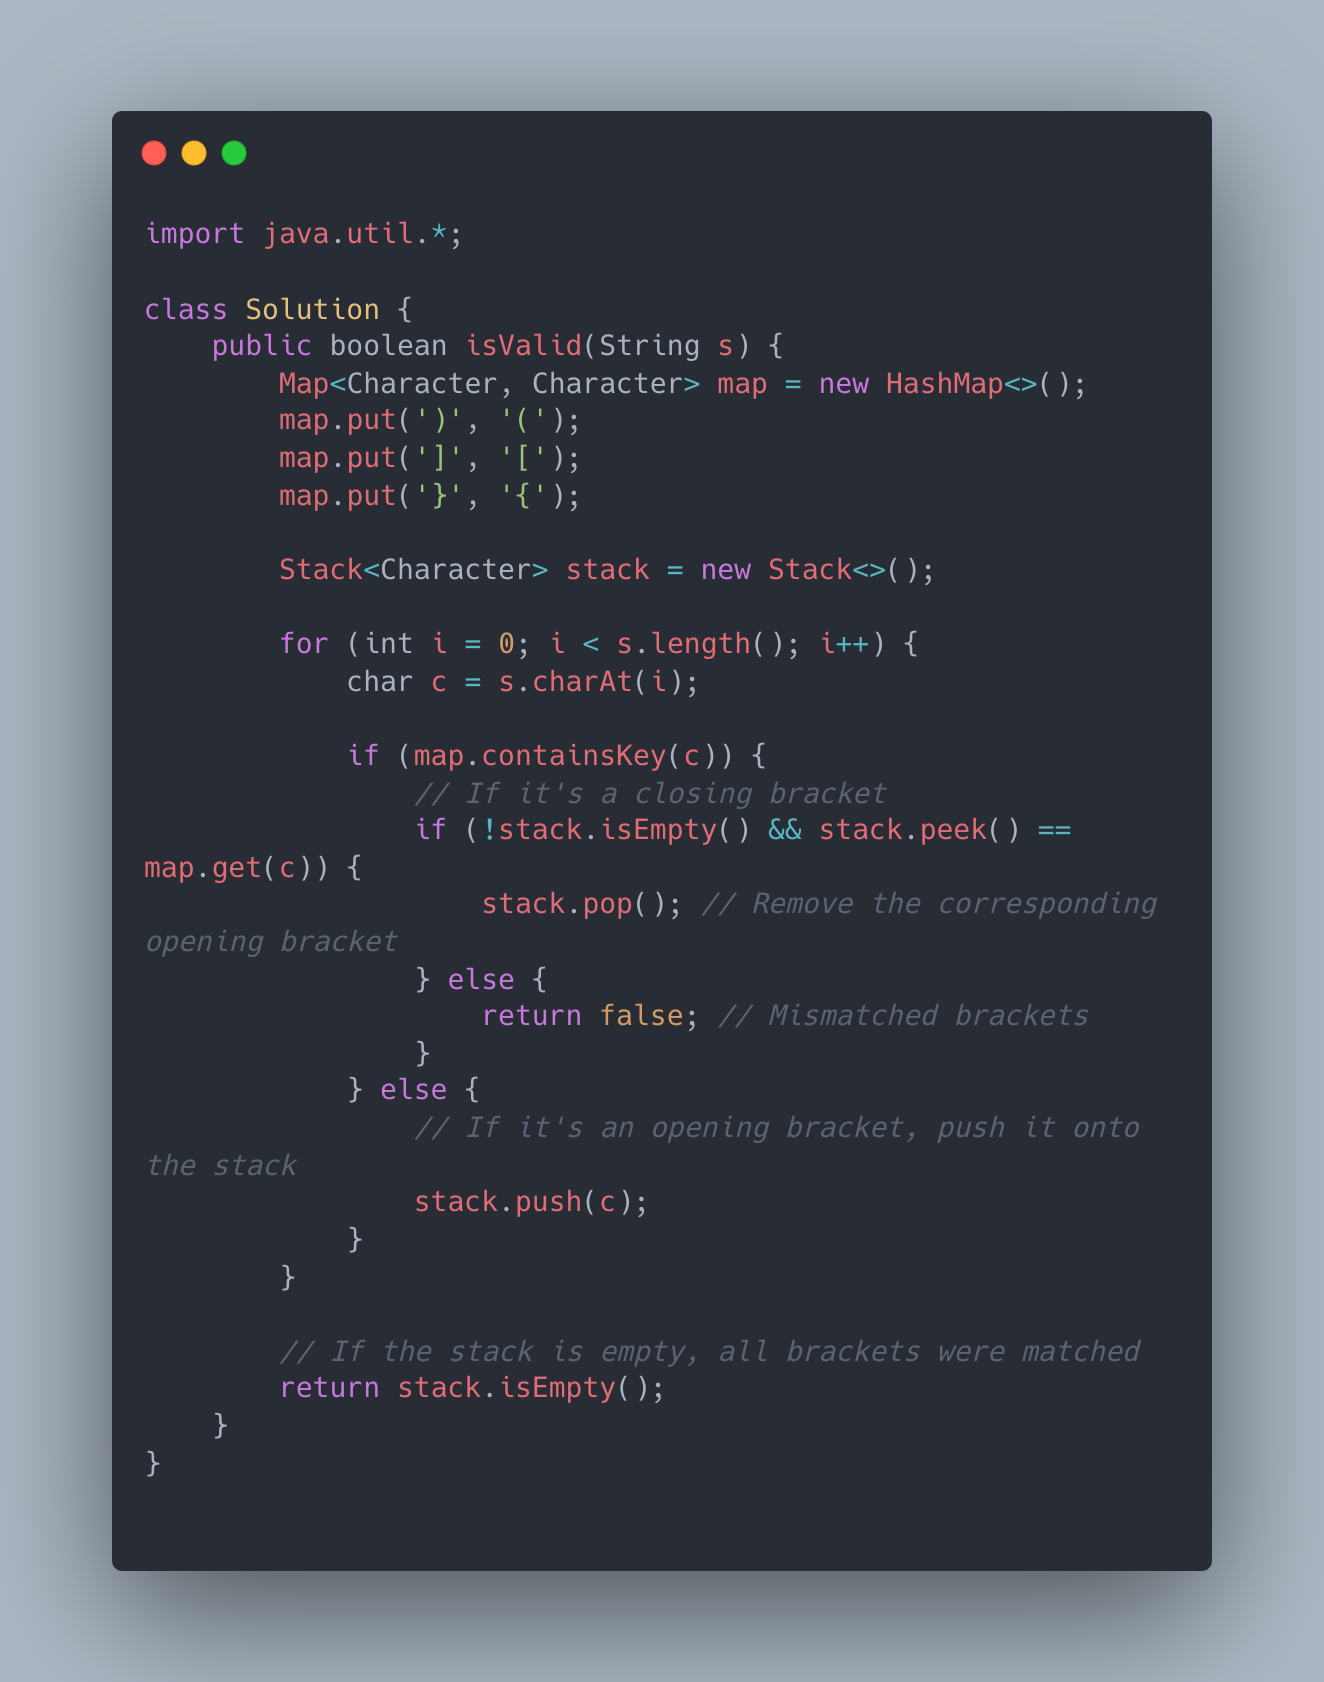 import java.util.*;

class Solution {
    public boolean isValid(String s) {
        Map<Character, Character> map = new HashMap<>();
        map.put(')', '(');
        map.put(']', '[');
        map.put('}', '{');

        Stack<Character> stack = new Stack<>();

        for (int i = 0; i < s.length(); i++) {
            char c = s.charAt(i);

            if (map.containsKey(c)) {
                // If it's a closing bracket
                if (!stack.isEmpty() && stack.peek() ==
map.get(c)) {
                    stack.pop(); // Remove the corresponding
opening bracket
                } else {
                    return false; // Mismatched brackets
                }
            } else {
                // If it's an opening bracket, push it onto
the stack
                stack.push(c);
            }
        }

        // If the stack is empty, all brackets were matched
        return stack.isEmpty();
    }
}